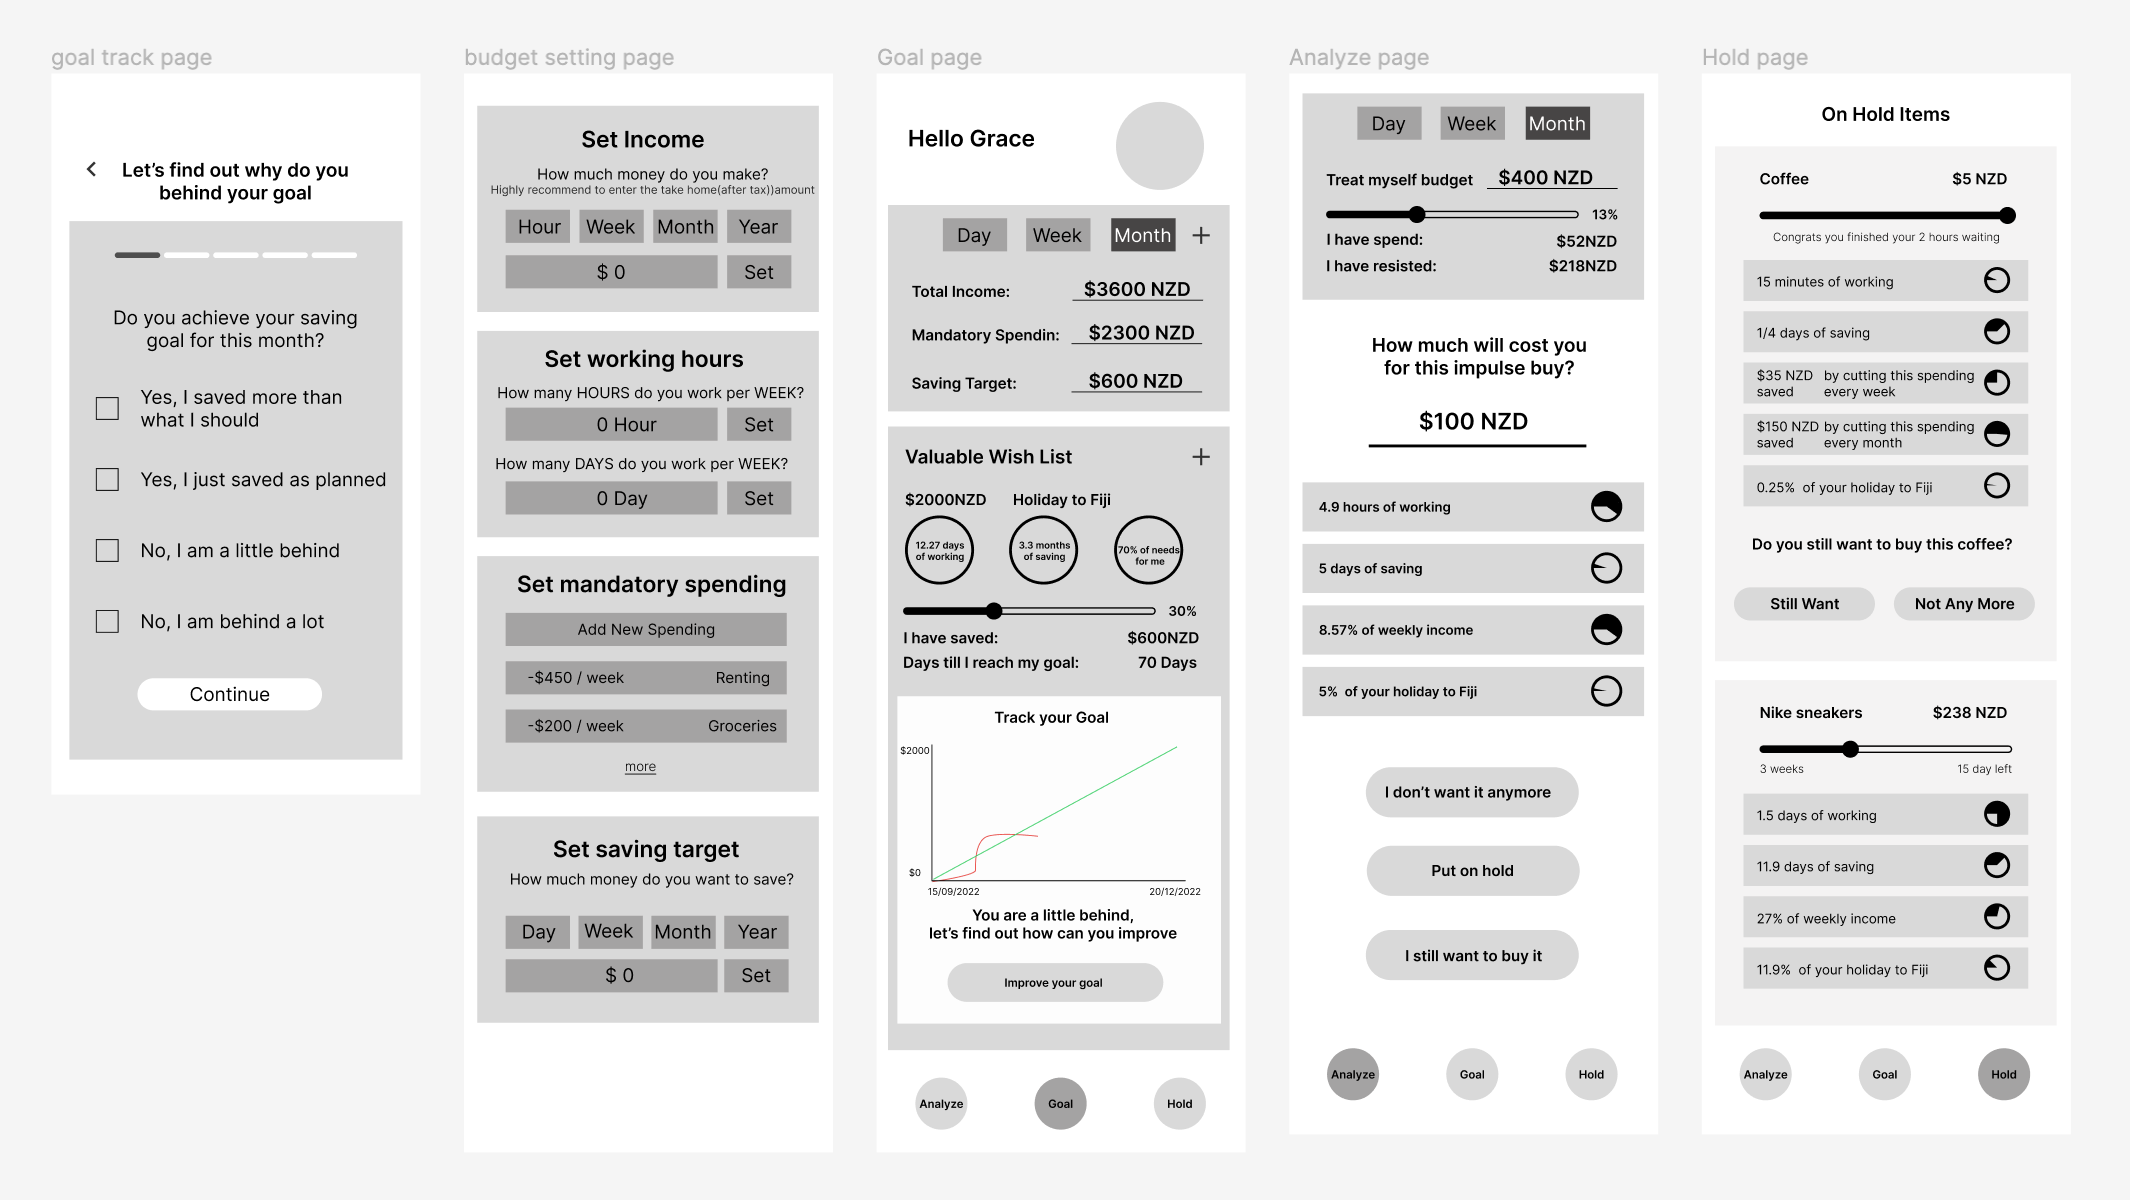 goal track page
Let's find out why do you
behind your goal
Do you achieve your saving
goal for this month?
Yes, I saved more than
what I should
Yes, I just saved as planned
No, I am a little behind
No, I am behind a lot
Continue
budget setting page
Set Income
How much money do you make?
Highly recommend to enter the take home(after tax))amount
Hour Week Month Year
$ 0 Set
Set working hours
How many HOURS do you work per WEEK?
0 Hour Set
How many DAYS do you work per WEEK?
0 Day Set
Set mandatory spending
Add New Spending
-$450 / week Renting
-$200 / week Groceries
more
Set saving target
How much money do you want to save?
Day Week Month Year
$ 0 Set
Goal page
Hello Grace
Day Week Month +
Total Income: $3600 NZD
Mandatory Spendin: $2300 NZD
Saving Target: $600 NZD
Valuable Wish List +
$2000NZD Holiday to Fiji
12.27 days
of working
3.3 months
of saving
70% of needs
for me
30%
I have saved: $600NZD
Days till I reach my goal: 70 Days
Track your Goal
$2000
$0
15/09/2022 20/12/2022
You are a little behind,
let's find out how can you improve
Improve your goal
Analyze Goal Hold
Analyze page
Day Week Month
Treat myself budget $400 NZD
13%
I have spend: $52NZD
I have resisted: $218NZD
How much will cost you
for this impulse buy?
$100 NZD
4.9 hours of working
5 days of saving
8.57% of weekly income
5% of your holiday to Fiji
I don't want it anymore
Put on hold
I still want to buy it
Analyze Goal Hold
Hold page
On Hold Items
Coffee $5 NZD
Congrats you finished your 2 hours waiting
15 minutes of working
1/4 days of saving
$35 NZD by cutting this spending
saved every week
$150 NZD by cutting this spending
saved every month
0.25% of your holiday to Fiji
Do you still want to buy this coffee?
Still Want Not Any More
Nike sneakers $238 NZD
3 weeks 15 day left
1.5 days of working
11.9 days of saving
27% of weekly income
11.9% of your holiday to Fiji
Analyze Goal Hold